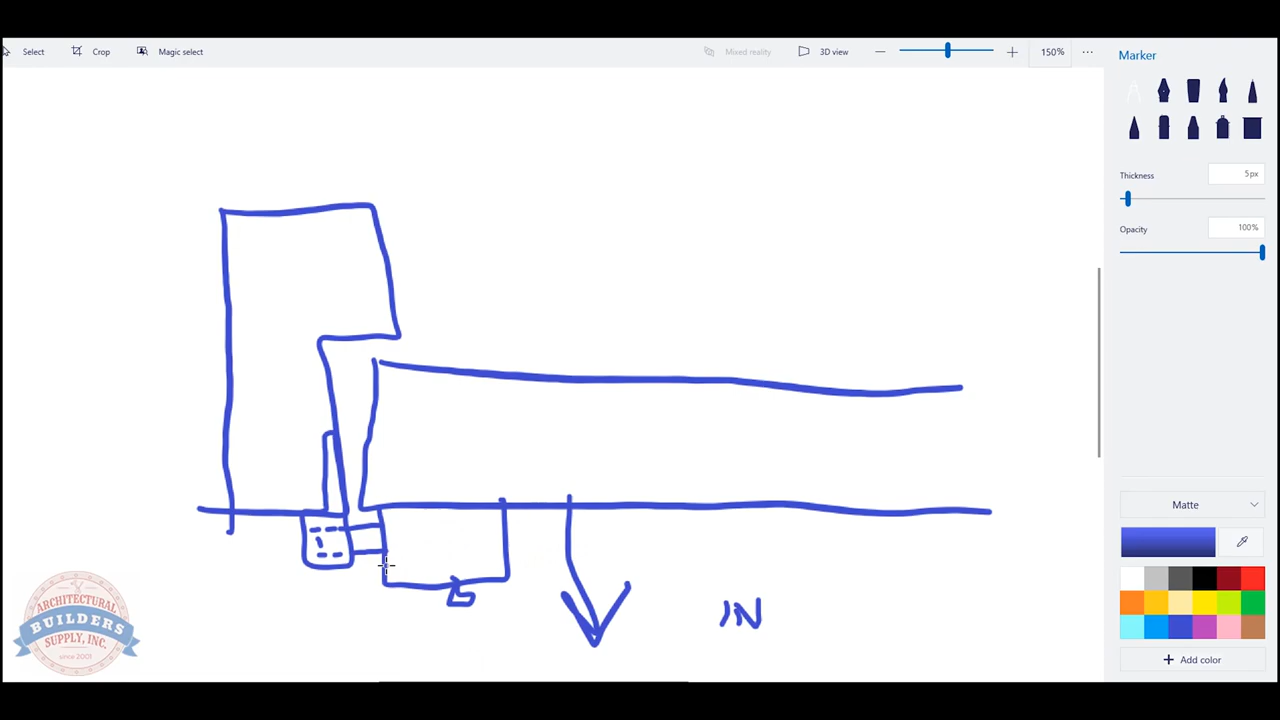 Select
Crop
Magic select
Mixed reality
3D view
150%
Marker
Thickness
5px
Opacity
100%
Matte
Add color
IN
ARCHITECTURAL
BUILDERS
SUPPLY, INC.
since 2001